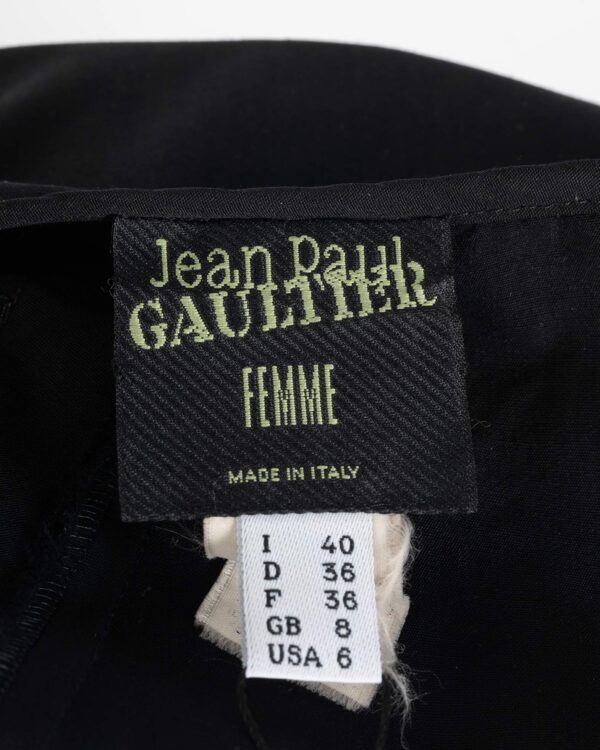 Jean Paul
GAULTIER
FEMME
MADE IN ITALY
I 40
D 36
F 36
GB 8
USA 6